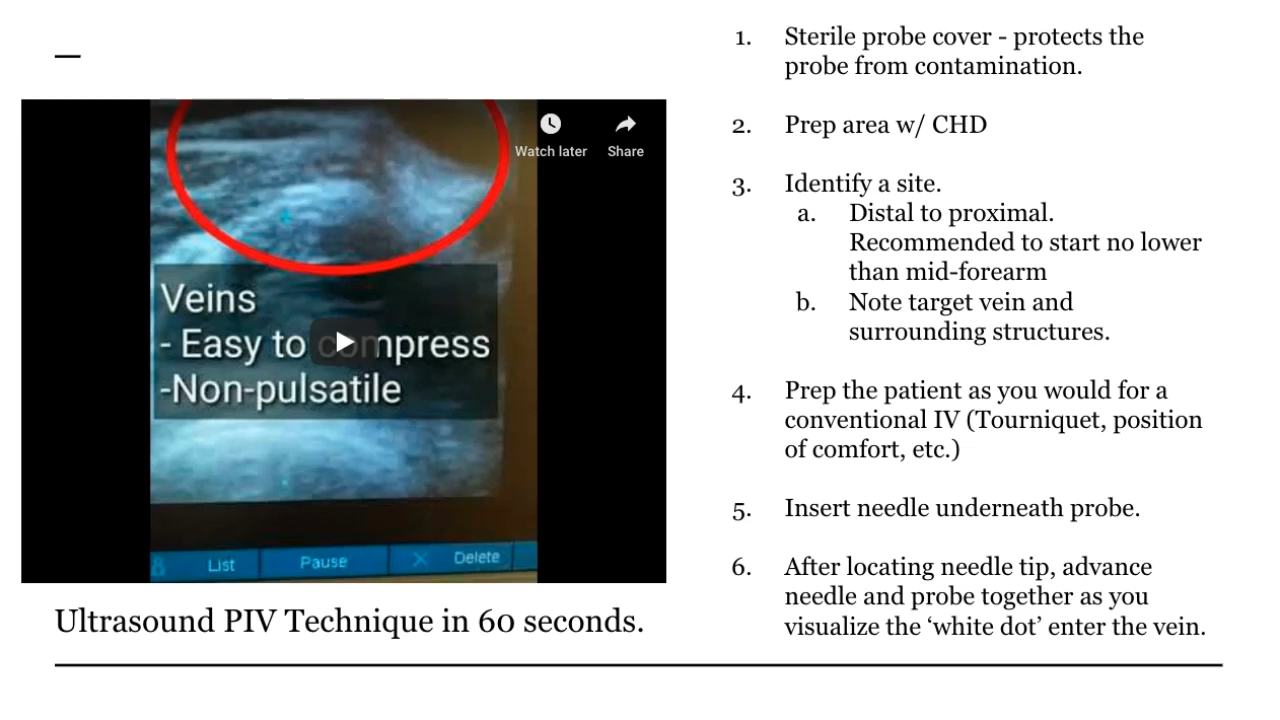 Watch later
Share
Veins
- Easy to compress
-Non-pulsatile
List
Pause
Delete
Ultrasound PIV Technique in 60 seconds.
1. Sterile probe cover - protects the
probe from contamination.
2. Prep area w/ CHD
3. Identify a site.
a. Distal to proximal.
Recommended to start no lower
than mid-forearm
b. Note target vein and
surrounding structures.
4. Prep the patient as you would for a
conventional IV (Tourniquet, position
of comfort, etc.)
5. Insert needle underneath probe.
6. After locating needle tip, advance
needle and probe together as you
visualize the ‘white dot’ enter the vein.